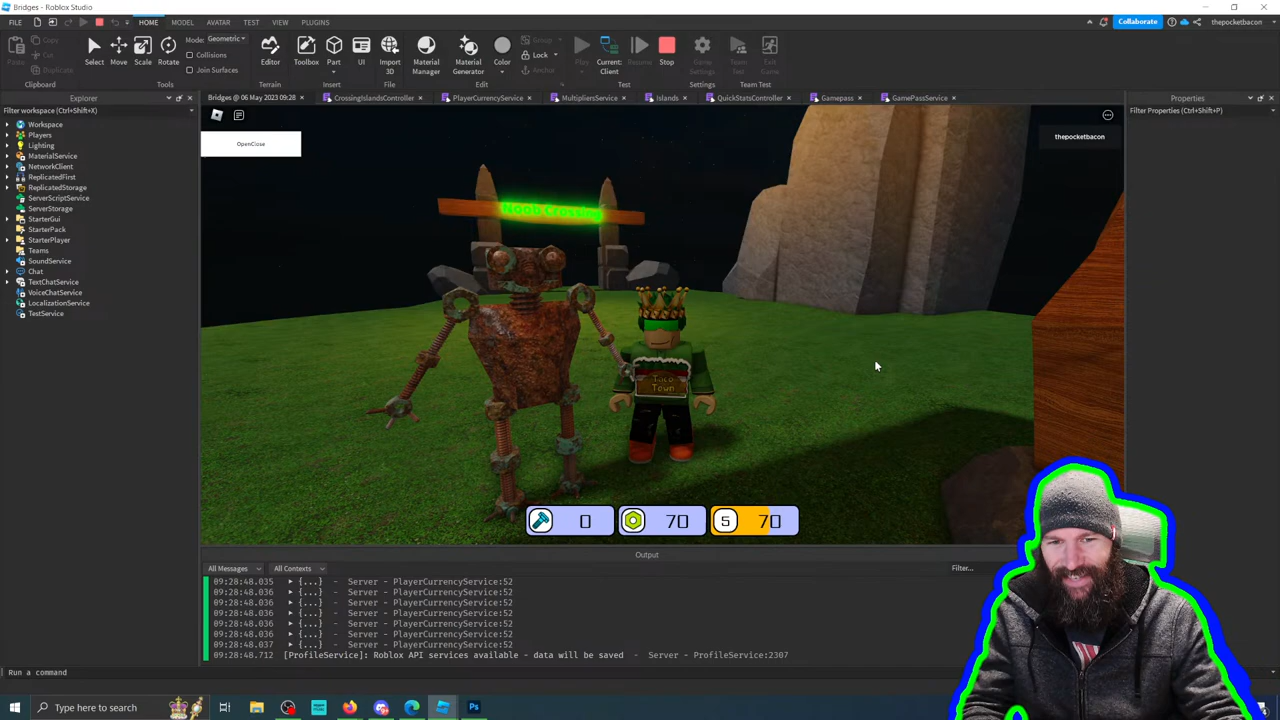 Bridges - Roblox Studio
FILE HOME MODEL AVATAR TEST VIEW PLUGINS Collaborate thepocketbacon
Copy
Cut
Duplicate
Paste
Clipboard
Select Move Scale Rotate
Mode: Geometric
Collisions
Join Surfaces
Tools
Editor
Terrain
Toolbox Part UI
Insert
Import 3D
File
Material Manager
Material Generator
Color
Group
Lock
Anchor
Edit
Play
Current: Client
Resume
Stop
Test
Game Settings
Settings
Team Test
Exit Game
Team Test
Explorer
Filter workspace (Ctrl+Shift+X)
Workspace
Players
Lighting
MaterialService
NetworkClient
ReplicatedFirst
ReplicatedStorage
ServerScriptService
ServerStorage
StarterGui
StarterPack
StarterPlayer
Teams
SoundService
Chat
TextChatService
VoiceChatService
LocalizationService
TestService
Bridges @ 06 May 2023 09:28 CrossingIslandsController PlayerCurrencyService MultipliersService Islands QuickStatsController Gamepass GamePassService
Properties
Filter Properties (Ctrl+Shift+P)
OpenClose
thepocketbacon
Noob Crossing
Taco
Town
0 70 S 70
Output
All Messages All Contexts Filter...
09:28:48.035 {...} - Server - PlayerCurrencyService:52
09:28:48.036 {...} - Server - PlayerCurrencyService:52
09:28:48.036 {...} - Server - PlayerCurrencyService:52
09:28:48.036 {...} - Server - PlayerCurrencyService:52
09:28:48.036 {...} - Server - PlayerCurrencyService:52
09:28:48.036 {...} - Server - PlayerCurrencyService:52
09:28:48.037 {...} - Server - PlayerCurrencyService:52
09:28:48.712 [ProfileService]: Roblox API services available - data will be saved - Server - ProfileService:2307
Run a command
Type here to search
Ps